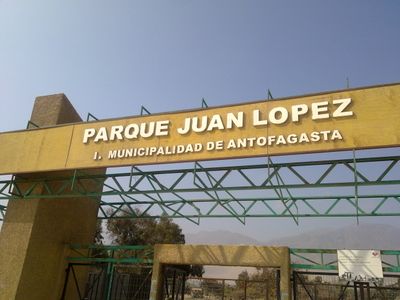 PARQUE JUAN LOPEZ
I. MUNICIPALIDAD DE ANTOFAGASTA